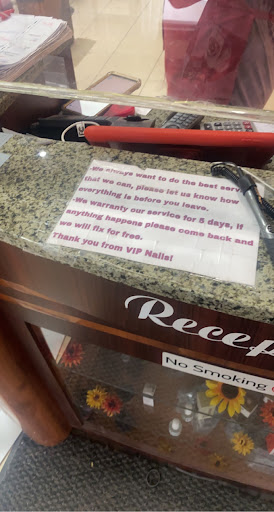 -We always want to do the best serv
that we can, please let us know how
everything is before you leave.
-We warranty our service for 5 days, if
anything happens please come back and
we will fix for free.
Thank you from VIP Nails!
Recep
No Smoking